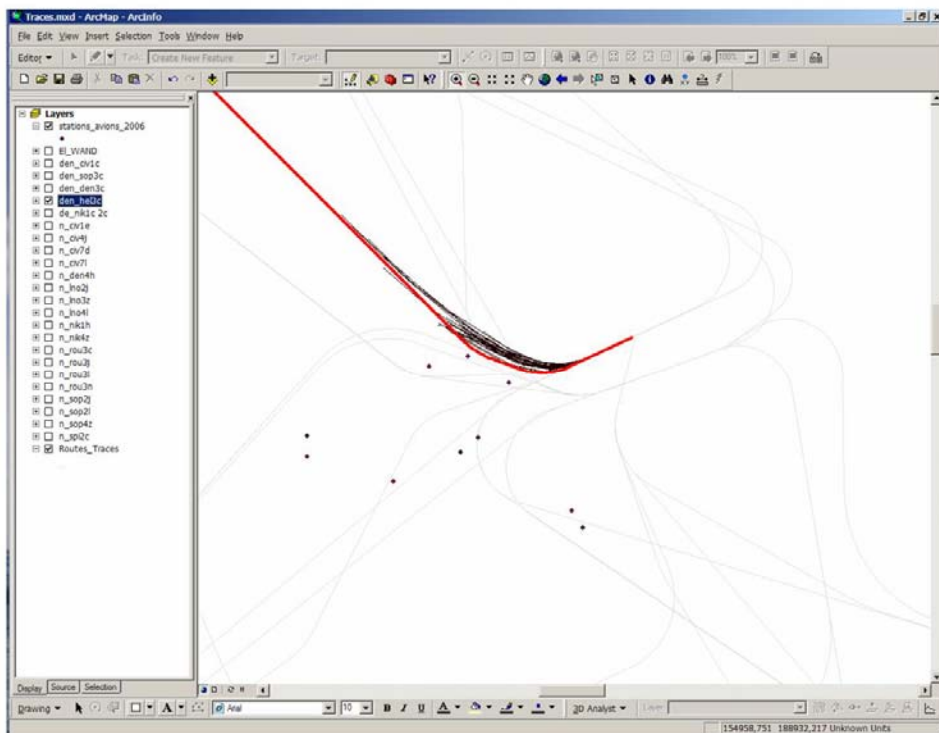 Traces.mxd - ArcMap - ArcInfo
File Edit View Insert Selection Tools Window Help
Editor Task: Create New Feature Target: 100%
Layers
stations_avions_2006
El_WAND
den_civ1c
den_sop3c
den_den3c
den_hel3c
de_nik1c 2c
n_civ1e
n_civ4j
n_civ7d
n_civ7l
n_den4h
n_lno2j
n_lno3z
n_lno4l
n_nik1h
n_nik4z
n_rou3c
n_rou3j
n_rou3l
n_rou3n
n_sop2j
n_sop2l
n_sop4z
n_spi2c
Routes_Traces
Display Source Selection
Drawing A Arial 10 B I U A 3D Analyst Layer:
154958,751 188932,217 Unknown Units